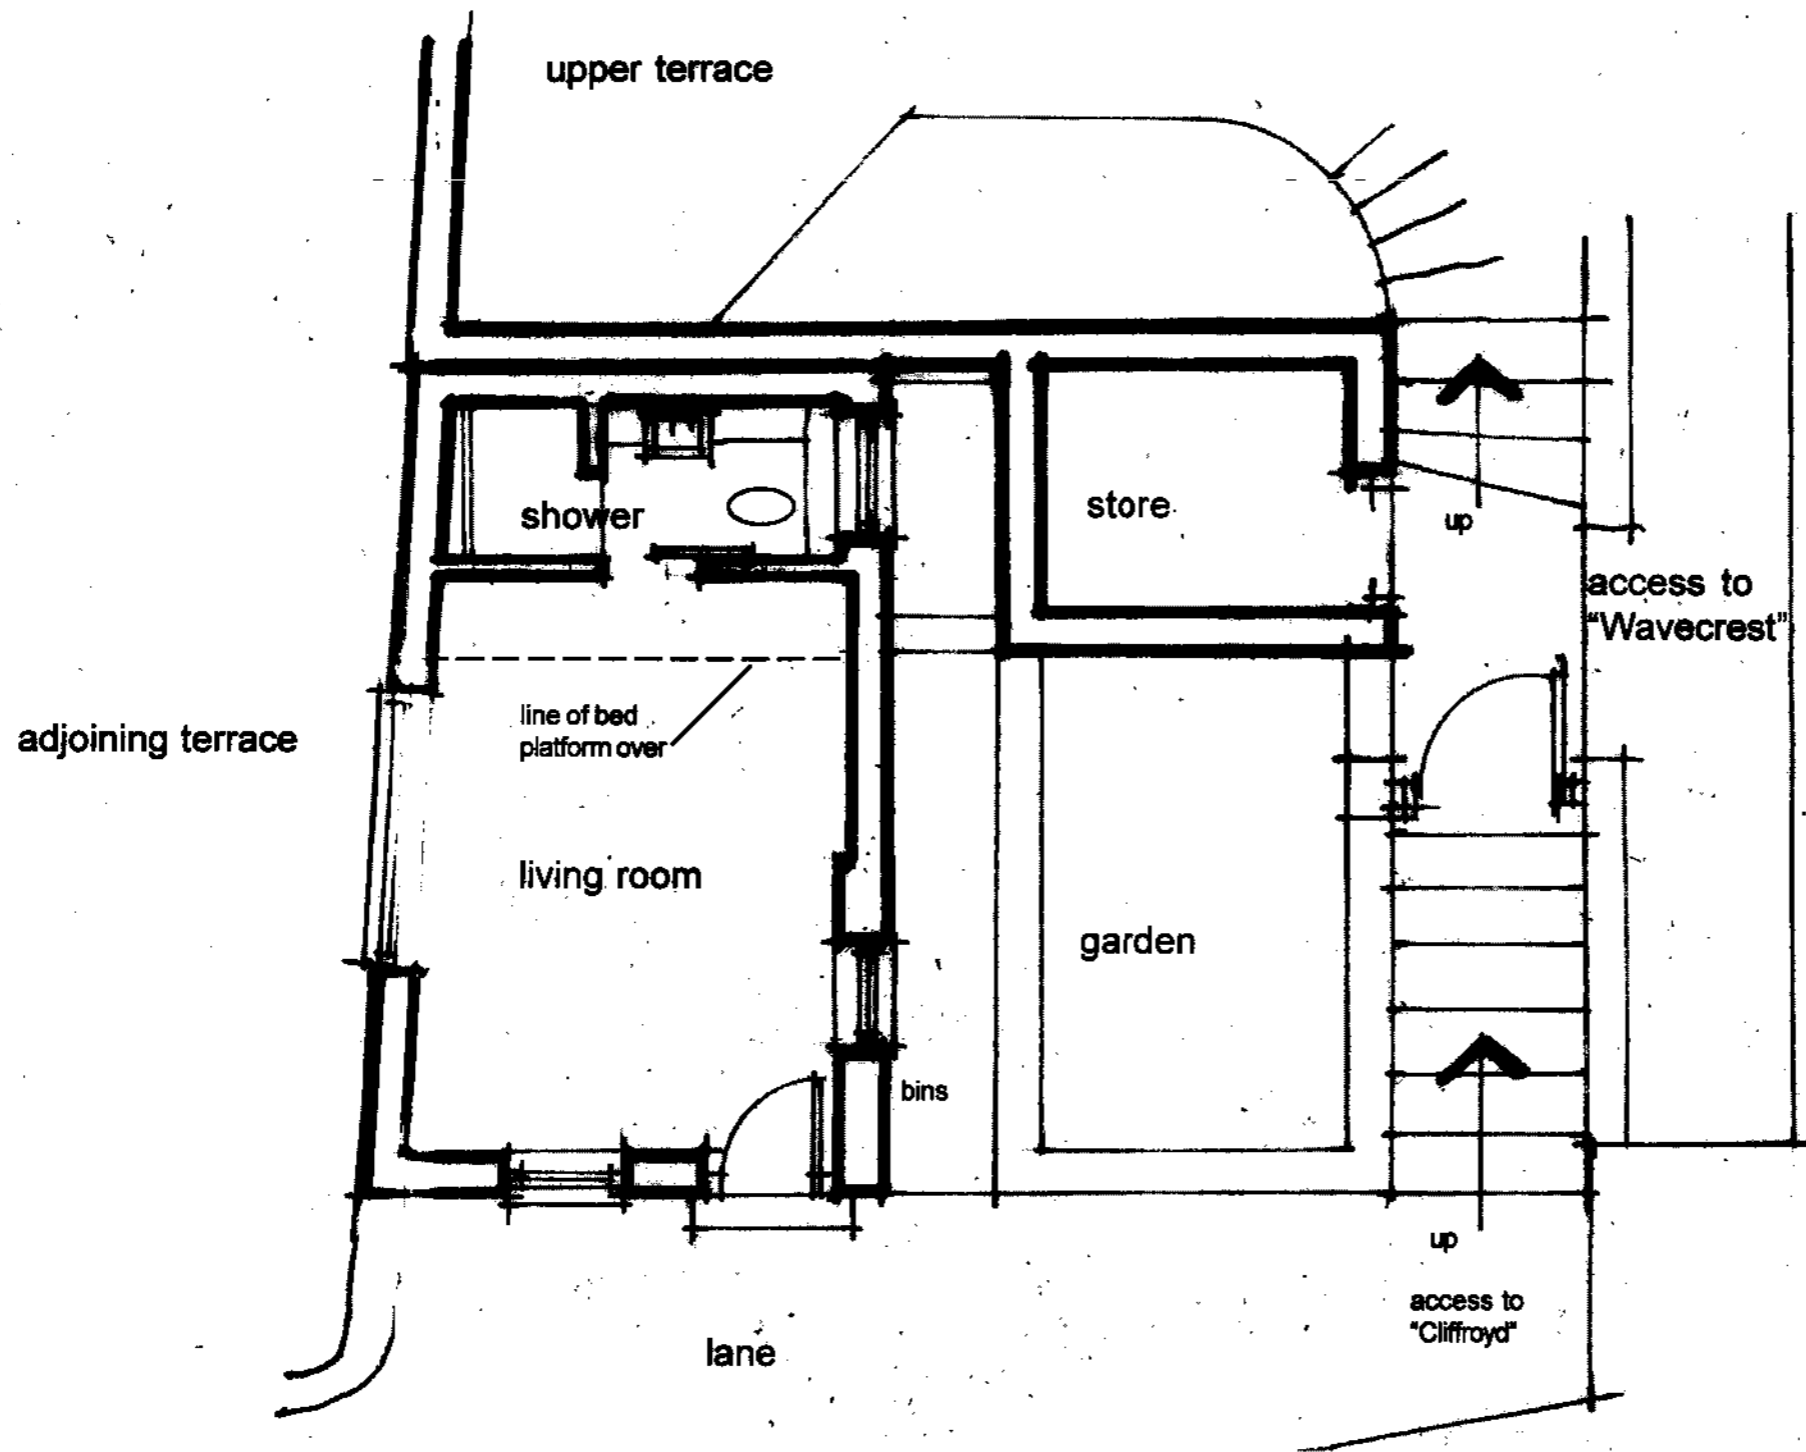 upper terrace
shower
store
up
access to
“Wavecrest”
line of bed
platform over
adjoining terrace
living room
garden
bins
up
access to
“Cliffroyd”
lane